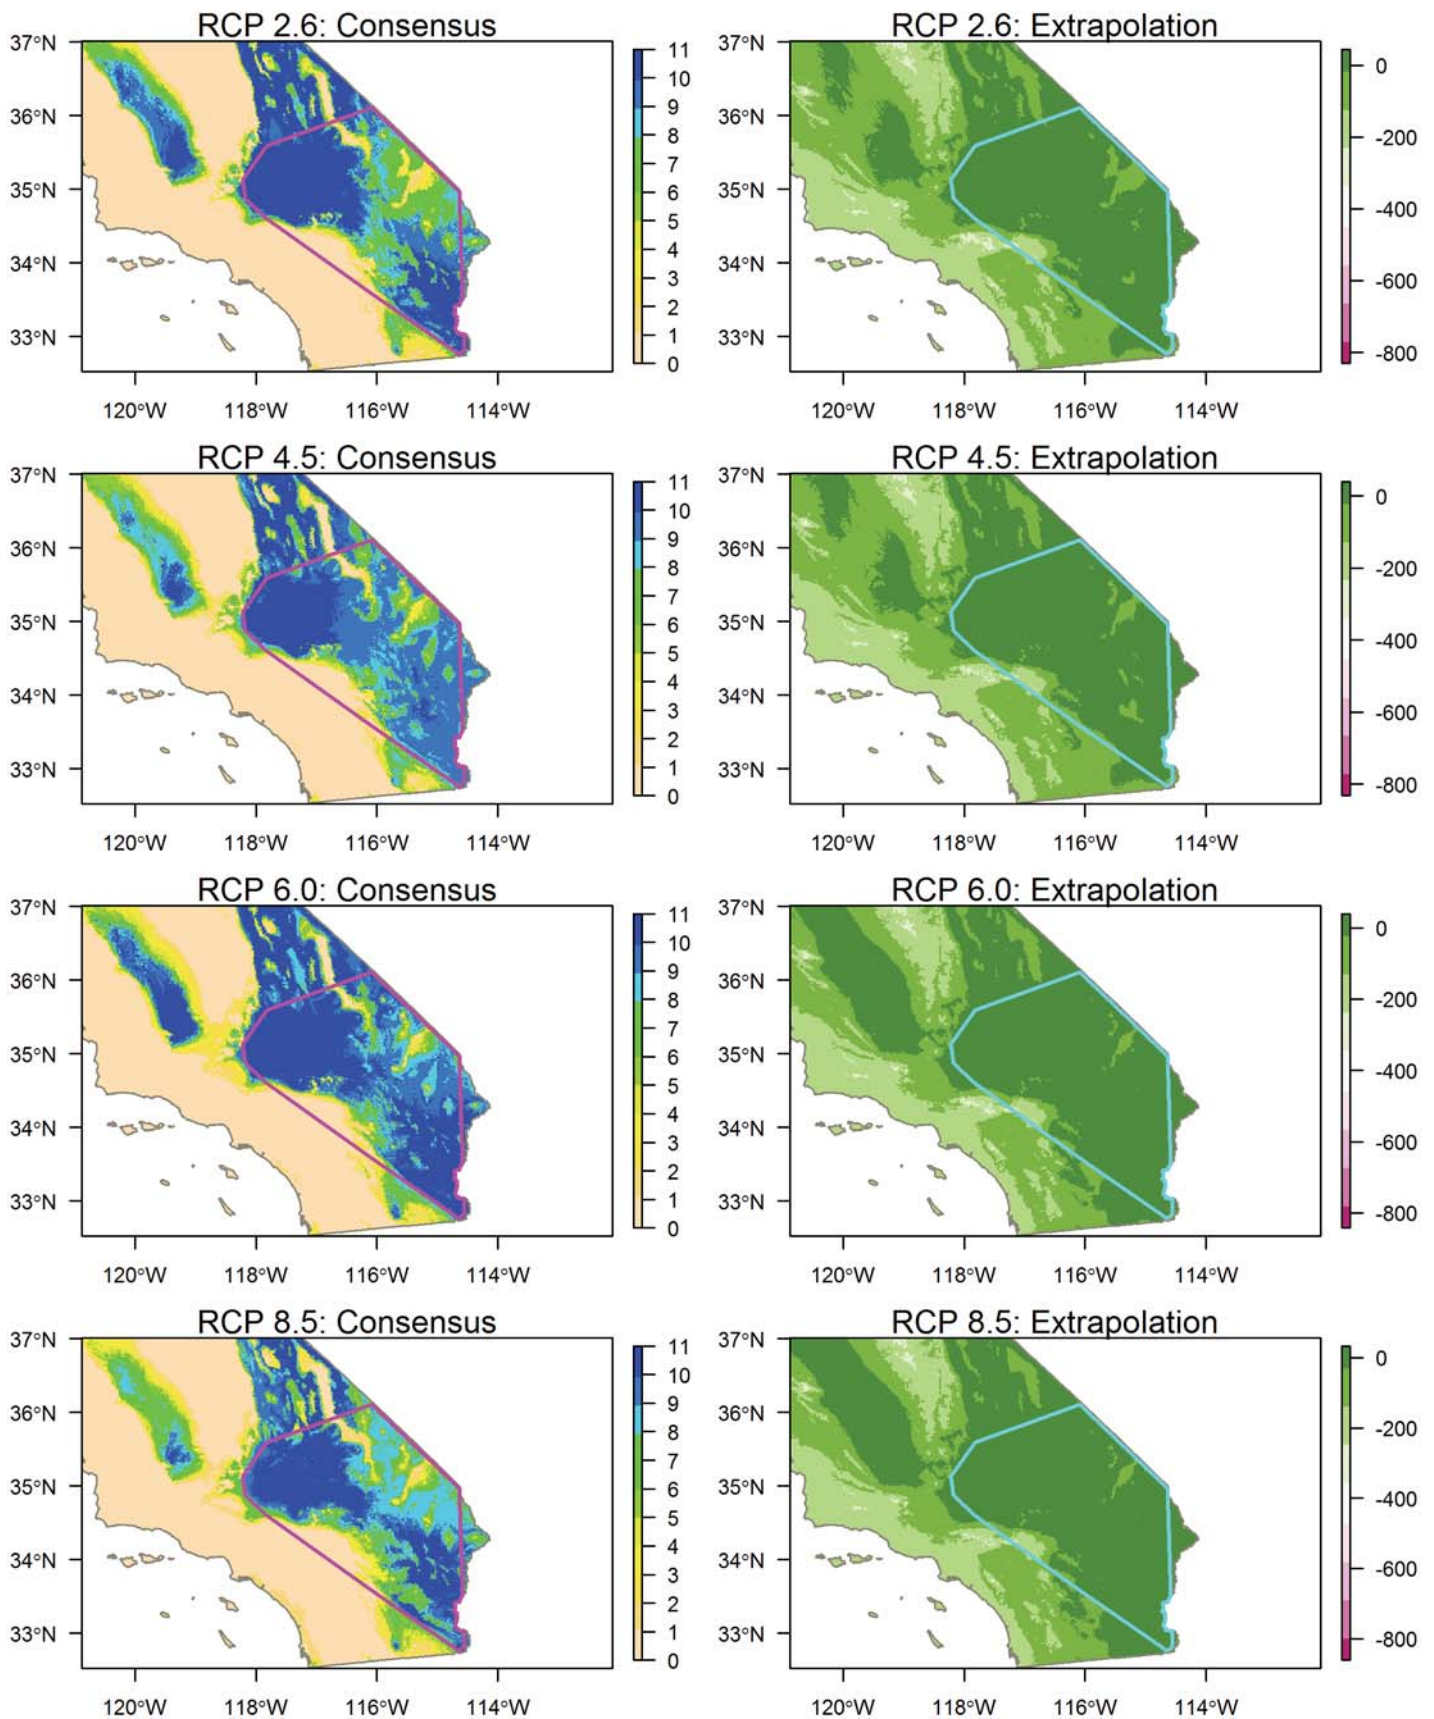 RCP 2.6: Consensus
37°N
36°N
35°N
34°N
33°N
120°W 118°W 116°W 114°W
11
10
9
8
7
6
5
4
3
2
1
0
RCP 2.6: Extrapolation
37°N
36°N
35°N
34°N
33°N
120°W 118°W 116°W 114°W
0
-200
-400
-600
-800
RCP 4.5: Consensus
37°N
36°N
35°N
34°N
33°N
120°W 118°W 116°W 114°W
11
10
9
8
7
6
5
4
3
2
1
0
RCP 4.5: Extrapolation
37°N
36°N
35°N
34°N
33°N
120°W 118°W 116°W 114°W
0
-200
-400
-600
-800
RCP 6.0: Consensus
37°N
36°N
35°N
34°N
33°N
120°W 118°W 116°W 114°W
11
10
9
8
7
6
5
4
3
2
1
0
RCP 6.0: Extrapolation
37°N
36°N
35°N
34°N
33°N
120°W 118°W 116°W 114°W
0
-200
-400
-600
-800
RCP 8.5: Consensus
37°N
36°N
35°N
34°N
33°N
120°W 118°W 116°W 114°W
11
10
9
8
7
6
5
4
3
2
1
0
RCP 8.5: Extrapolation
37°N
36°N
35°N
34°N
33°N
120°W 118°W 116°W 114°W
0
-200
-400
-600
-800